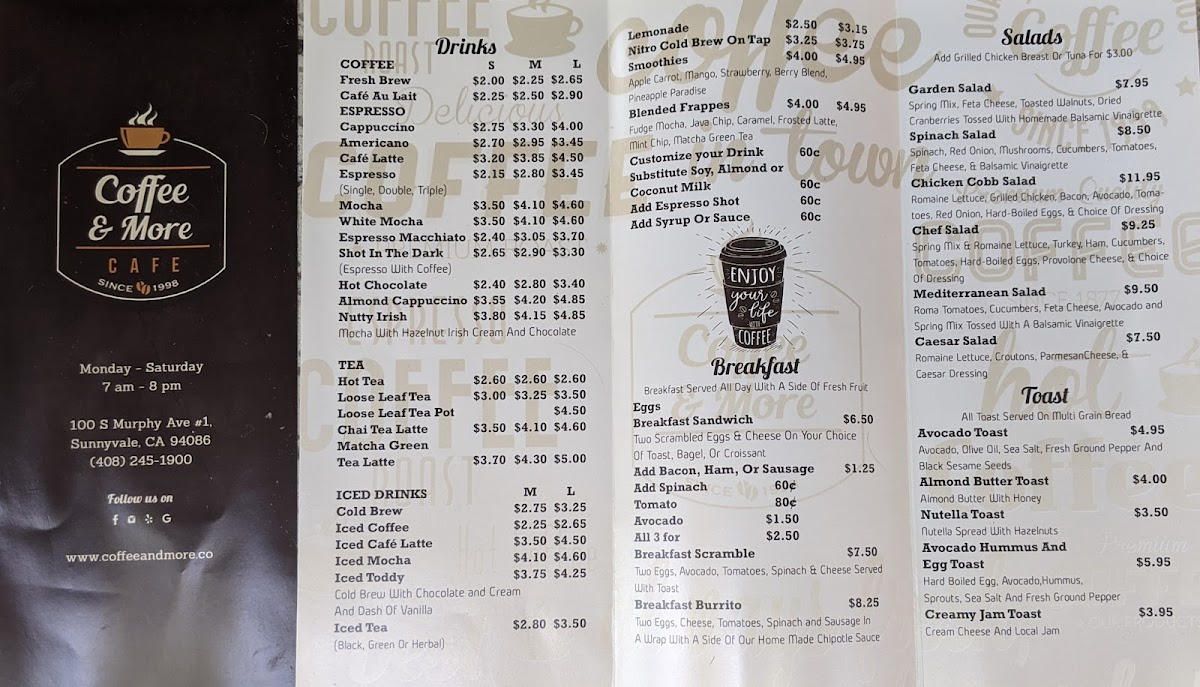 Coffee
& More
CAFE
SINCE 1998
Monday - Saturday
7 am - 8 pm
100 S Murphy Ave #1,
Sunnyvale, CA 94086
(408) 245-1900
Follow us on
www.coffeeandmore.co
Drinks
COFFEE S M L
Fresh Brew $2.00 $2.25 $2.65
Café Au Lait $2.25 $2.50 $2.90
ESPRESSO
Cappuccino $2.75 $3.30 $4.00
Americano $2.70 $2.95 $3.45
Café Latte $3.20 $3.85 $4.50
Espresso $2.15 $2.80 $3.45
(Single, Double, Triple)
Mocha $3.50 $4.10 $4.60
White Mocha $3.50 $4.10 $4.60
Espresso Macchiato $2.40 $3.05 $3.70
Shot In The Dark $2.65 $2.90 $3.30
(Espresso With Coffee)
Hot Chocolate $2.40 $2.80 $3.40
Almond Cappuccino $3.55 $4.20 $4.85
Nutty Irish $3.80 $4.15 $4.85
Mocha With Hazelnut Irish Cream And Chocolate
TEA
Hot Tea $2.60 $2.60 $2.60
Loose Leaf Tea $3.00 $3.25 $3.50
Loose Leaf Tea Pot $4.50
Chai Tea Latte $3.50 $4.10 $4.60
Matcha Green
Tea Latte $3.70 $4.30 $5.00
ICED DRINKS M L
Cold Brew $2.75 $3.25
Iced Coffee $2.25 $2.65
Iced Café Latte $3.50 $4.50
Iced Mocha $4.10 $4.60
Iced Toddy $3.75 $4.25
Cold Brew With Chocolate and Cream
And Dash Of Vanilla
Iced Tea $2.80 $3.50
(Black, Green Or Herbal)
Lemonade $2.50 $3.15
Nitro Cold Brew On Tap $3.25 $3.75
Smoothies $4.00 $4.95
Apple Carrot, Mango, Strawberry, Berry Blend,
Pineapple Paradise
Blended Frappes $4.00 $4.95
Fudge Mocha, Java Chip, Caramel, Frosted Latte,
Mint Chip, Matcha Green Tea
Customize your Drink 60c
Substitute Soy, Almond or
Coconut Milk 60c
Add Espresso Shot 60c
Add Syrup Or Sauce 60c
ENJOY
your
life
WITH
COFFEE
Breakfast
Breakfast Served All Day With A Side Of Fresh Fruit
Eggs
Breakfast Sandwich $6.50
Two Scrambled Eggs & Cheese On Your Choice
Of Toast, Bagel, Or Croissant
Add Bacon, Ham, Or Sausage $1.25
Add Spinach 60¢
Tomato 80¢
Avocado $1.50
All 3 for $2.50
Breakfast Scramble $7.50
Two Eggs, Avocado, Tomatoes, Spinach & Cheese Served
With Toast
Breakfast Burrito $8.25
Two Eggs, Cheese, Tomatoes, Spinach and Sausage In
A Wrap With A Side Of Our Home Made Chipotle Sauce
Salads
Add Grilled Chicken Breast Or Tuna For $3.00
Garden Salad $7.95
Spring Mix, Feta Cheese, Toasted Walnuts, Dried
Cranberries Tossed With Homemade Balsamic Vinaigrette
Spinach Salad $8.50
Spinach, Red Onion, Mushrooms, Cucumbers, Tomatoes,
Feta Cheese, & Balsamic Vinaigrette
Chicken Cobb Salad $11.95
Romaine Lettuce, Grilled Chicken, Bacon, Avocado, Toma-
toes, Red Onion, Hard-Boiled Eggs, & Choice Of Dressing
Chef Salad $9.25
Spring Mix & Romaine Lettuce, Turkey, Ham, Cucumbers,
Tomatoes, Hard-Boiled Eggs, Provolone Cheese, & Choice
Of Dressing
Mediterranean Salad $9.50
Roma Tomatoes, Cucumbers, Feta Cheese, Avocado and
Spring Mix Tossed With A Balsamic Vinaigrette
Caesar Salad $7.50
Romaine Lettuce, Croutons, ParmesanCheese, &
Caesar Dressing
Toast
All Toast Served On Multi Grain Bread
Avocado Toast $4.95
Avocado, Olive Oil, Sea Salt, Fresh Ground Pepper And
Black Sesame Seeds
Almond Butter Toast $4.00
Almond Butter With Honey
Nutella Toast $3.50
Nutella Spread With Hazelnuts
Avocado Hummus And
Egg Toast $5.95
Hard Boiled Egg, Avocado,Hummus,
Sprouts, Sea Salt And Fresh Ground Pepper
Creamy Jam Toast $3.95
Cream Cheese And Local Jam